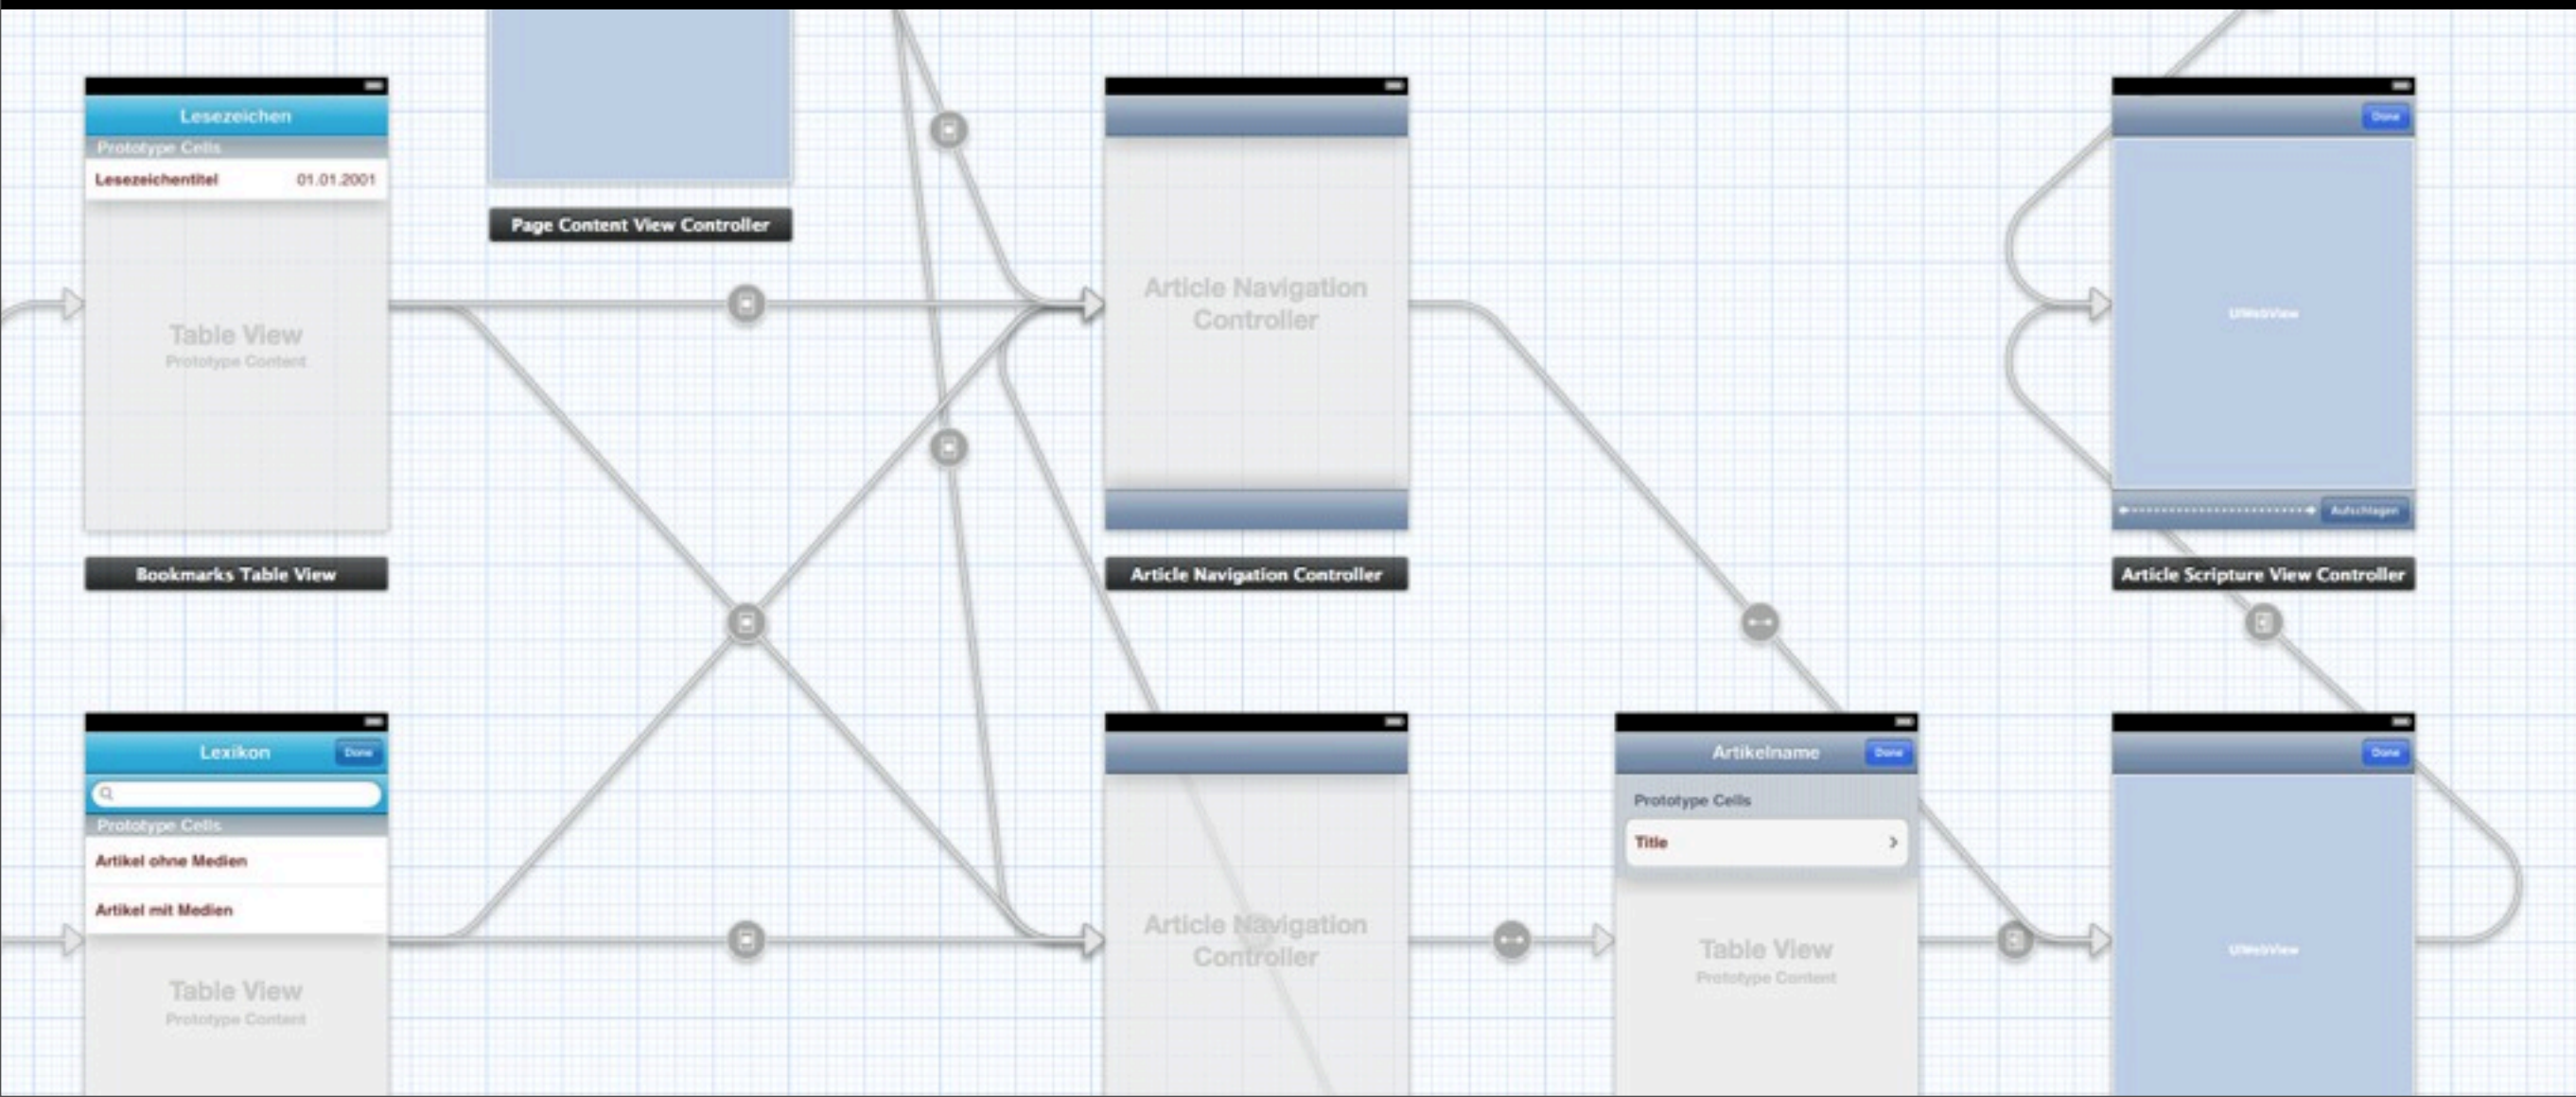 Lesezeichen
Prototype Cells
Lesezeichentitel 01.01.2001
Table View
Prototype Content
Bookmarks Table View
Page Content View Controller
Article Navigation
Controller
Article Navigation Controller
Done
UIWebView
Aufschlagen
Article Scripture View Controller
Lexikon Done
Prototype Cells
Artikel ohne Medien
Artikel mit Medien
Table View
Prototype Content
Article Navigation
Controller
Artikelname Done
Prototype Cells
Title
Table View
Prototype Content
Done
UIWebView